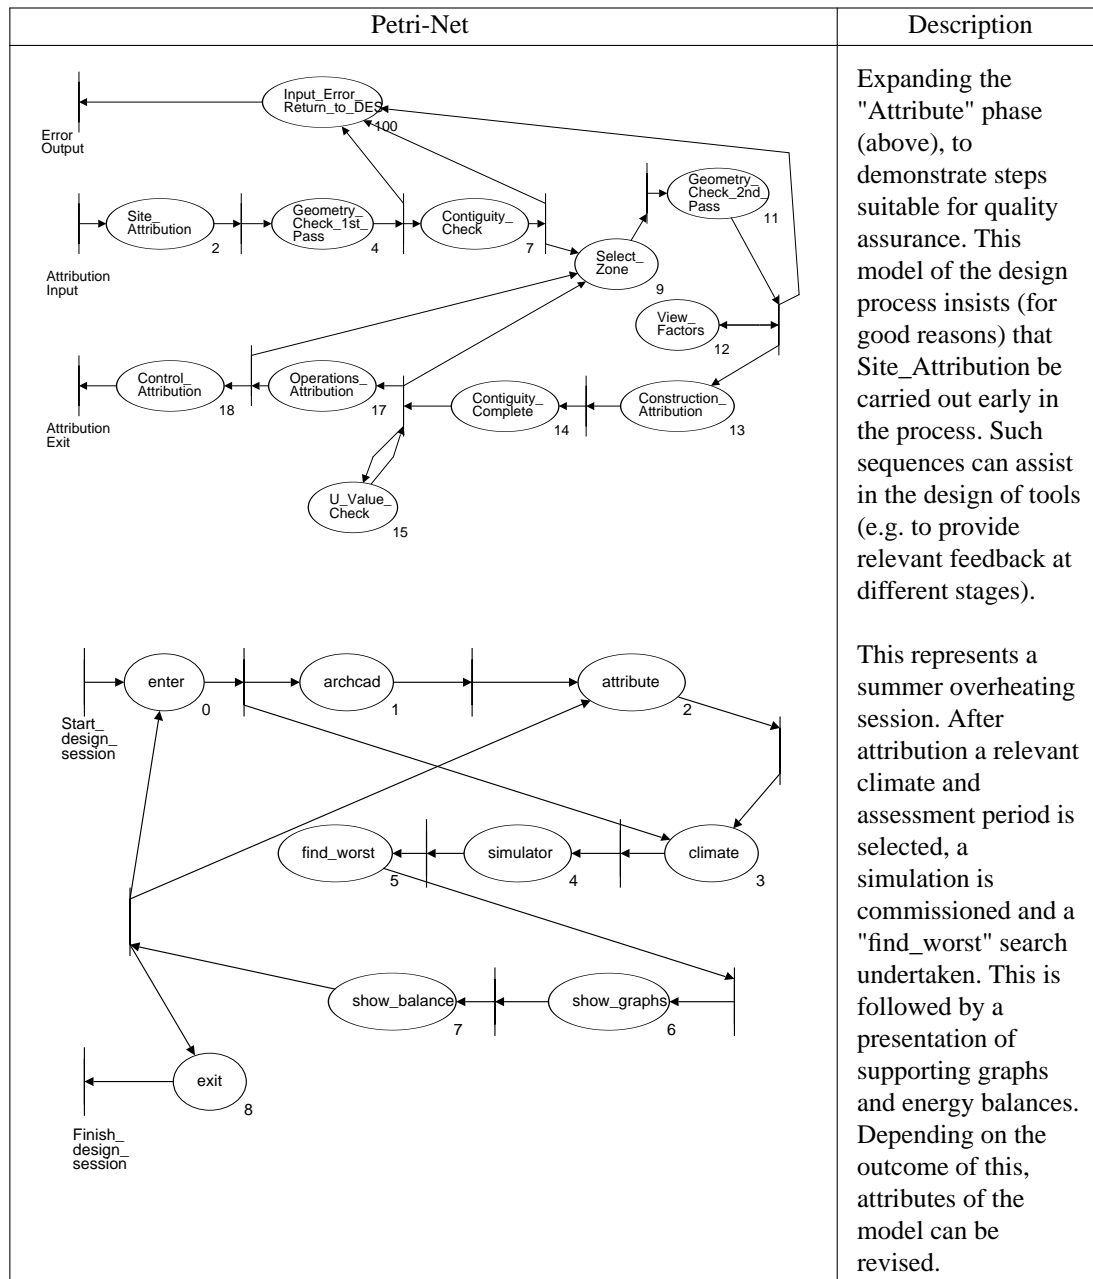 Petri-Net
Description
Input_Error_
Return_to_DES
100
Error
Output
Site_
Attribution
2
Geometry_
Check_1st_
Pass
4
Contiguity_
Check
7
Geometry_
Check_2nd_
Pass
11
Select_
Zone
9
Attribution
Input
View_
Factors
12
Control_
Attribution
18
Operations_
Attribution
17
Contiguity_
Complete
14
Construction_
Attribution
13
Attribution
Exit
U_Value_
Check
15
Expanding the
"Attribute" phase
(above), to
demonstrate steps
suitable for quality
assurance. This
model of the design
process insists (for
good reasons) that
Site_Attribution be
carried out early in
the process. Such
sequences can assist
in the design of tools
(e.g. to provide
relevant feedback at
different stages).
enter
0
archcad
1
attribute
2
Start_
design_
session
find_worst
5
simulator
4
climate
3
show_balance
7
show_graphs
6
exit
8
Finish_
design_
session
This represents a
summer overheating
session. After
attribution a relevant
climate and
assessment period is
selected, a
simulation is
commissioned and a
"find_worst" search
undertaken. This is
followed by a
presentation of
supporting graphs
and energy balances.
Depending on the
outcome of this,
attributes of the
model can be
revised.